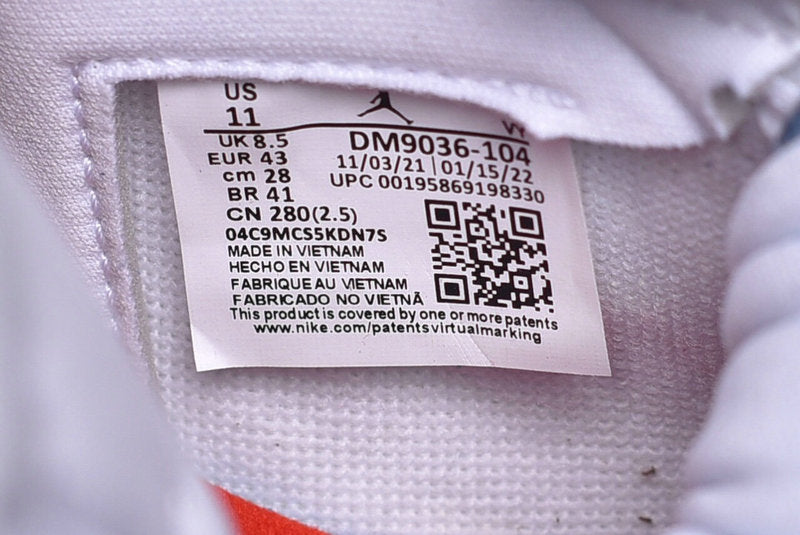 US
11
VY
UK 8.5
EUR 43
cm 28
BR 41
CN 280(2.5)
DM9036-104
11/03/21 | 01/15/22
UPC 00195869198330
04C9MCS5KDN7S
MADE IN VIETNAM
HECHO EN VIETNAM
FABRIQUE AU VIETNAM
FABRICADO NO VIETNÃ
This product is covered by one or more patents
www.nike.com/patentsvirtualmarking